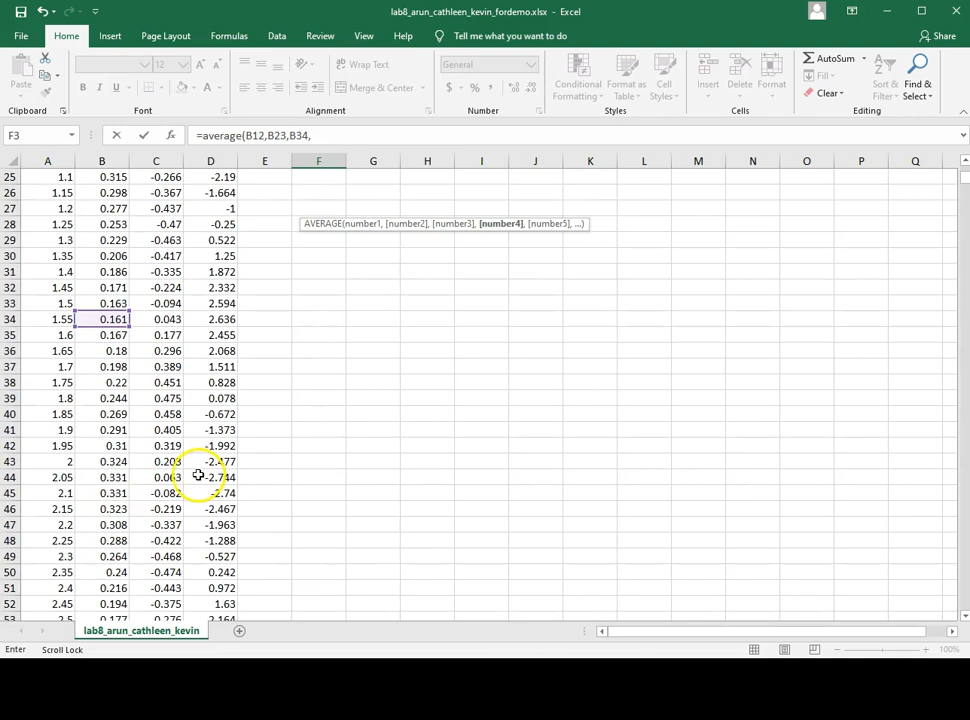 lab8_arun_cathleen_kevin_fordemo.xlsx - Excel
File Home Insert Page Layout Formulas Data Review View Help Tell me what you want to do Share
Paste
12 A A
Wrap Text
General
Conditional Formatting
Format as Table
Cell Styles
Insert Delete Format
AutoSum
Fill
Clear
Sort & Filter
Find & Select
B I U A
Merge & Center
$ %
Clipboard Font Alignment Number Styles Cells Editing
F3 fx =average(B12,B23,B34,
A B C D E F G H I J K L M N O P Q
25 1.1 0.315 -0.266 -2.19
26 1.15 0.298 -0.367 -1.664
27 1.2 0.277 -0.437 -1
28 1.25 0.253 -0.47 -0.25
AVERAGE(number1, [number2], [number3], [number4], [number5], ...)
29 1.3 0.229 -0.463 0.522
30 1.35 0.206 -0.417 1.25
31 1.4 0.186 -0.335 1.872
32 1.45 0.171 -0.224 2.332
33 1.5 0.163 -0.094 2.594
34 1.55 0.161 0.043 2.636
35 1.6 0.167 0.177 2.455
36 1.65 0.18 0.296 2.068
37 1.7 0.198 0.389 1.511
38 1.75 0.22 0.451 0.828
39 1.8 0.244 0.475 0.078
40 1.85 0.269 0.458 -0.672
41 1.9 0.291 0.405 -1.373
42 1.95 0.31 0.319 -1.992
43 2 0.324 0.203 -2.477
44 2.05 0.331 0.063 -2.744
45 2.1 0.331 -0.082 -2.74
46 2.15 0.323 -0.219 -2.467
47 2.2 0.308 -0.337 -1.963
48 2.25 0.288 -0.422 -1.288
49 2.3 0.264 -0.468 -0.527
50 2.35 0.24 -0.474 0.242
51 2.4 0.216 -0.443 0.972
52 2.45 0.194 -0.375 1.63
53 2.5 0.177 -0.276 2.164
lab8_arun_cathleen_kevin
Enter Scroll Lock 100%